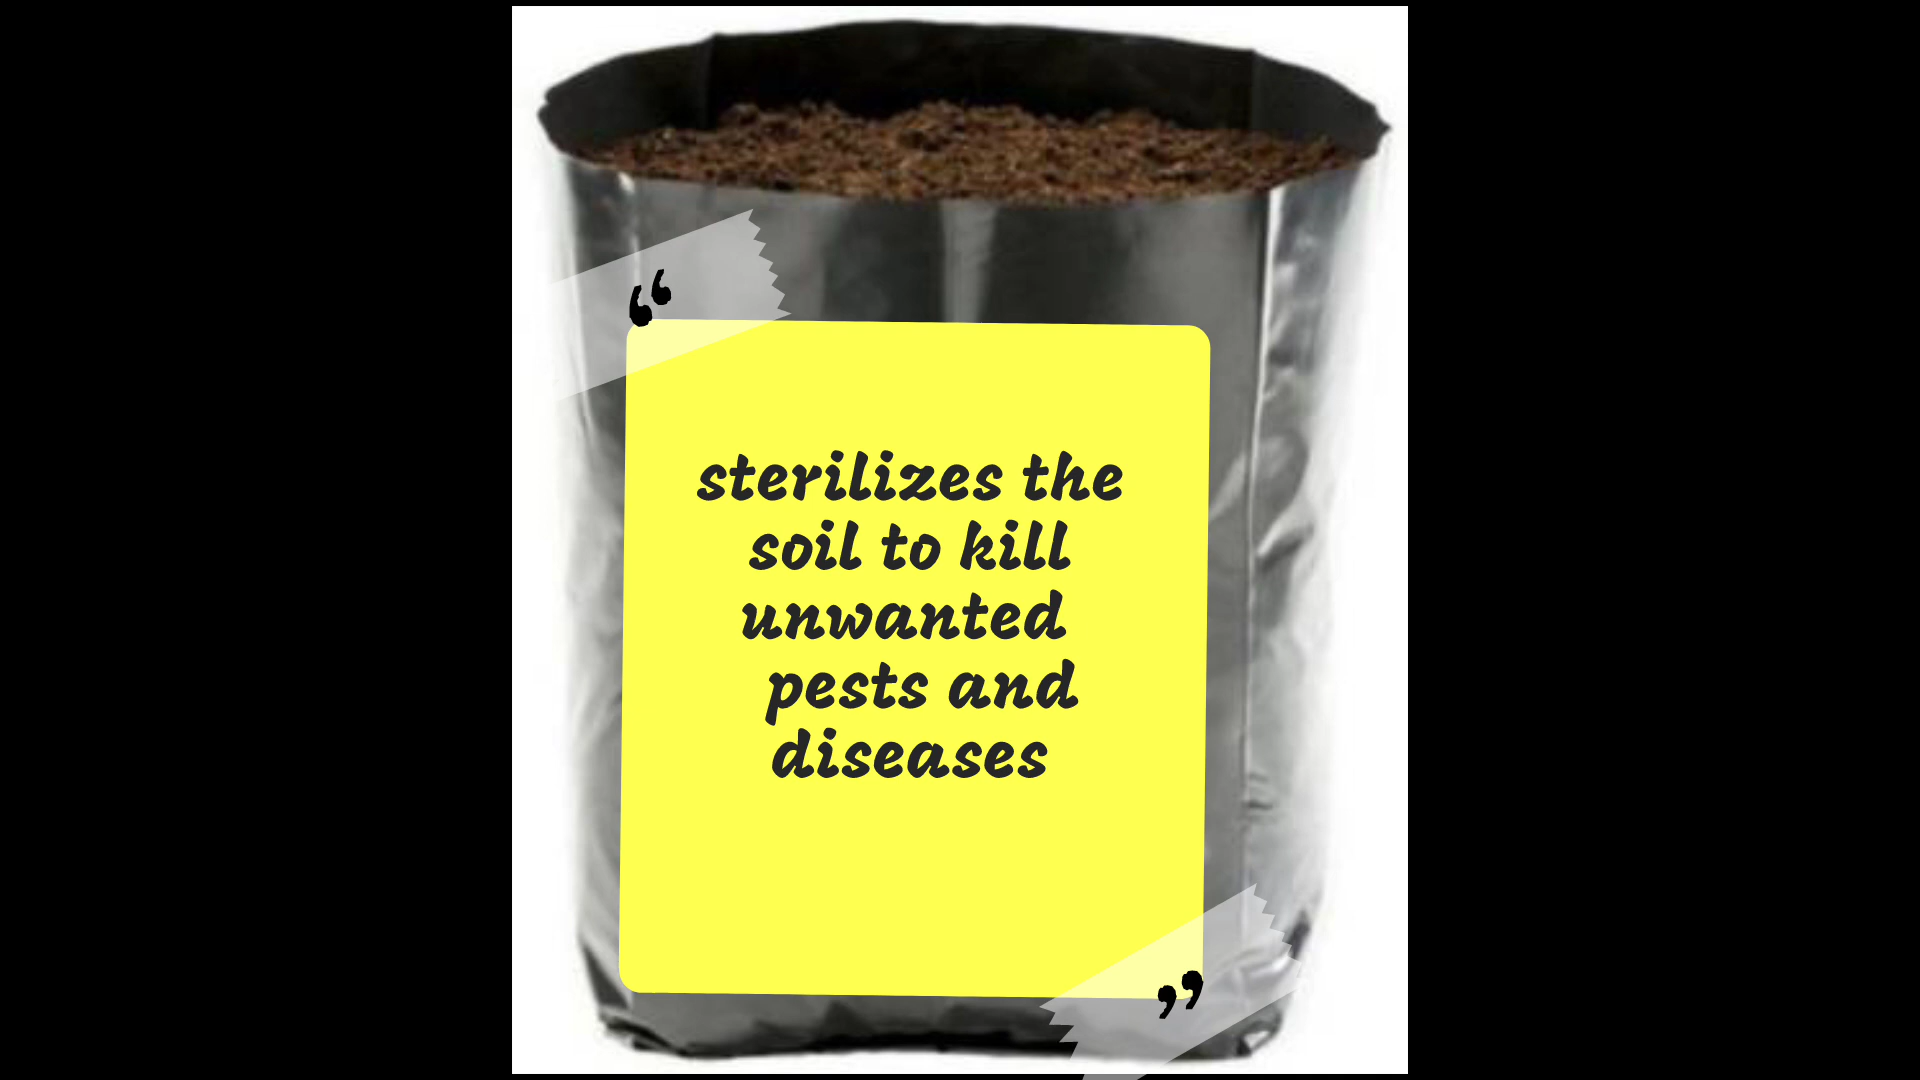 “
sterilizes the
soil to kill
unwanted
pests and
diseases
”